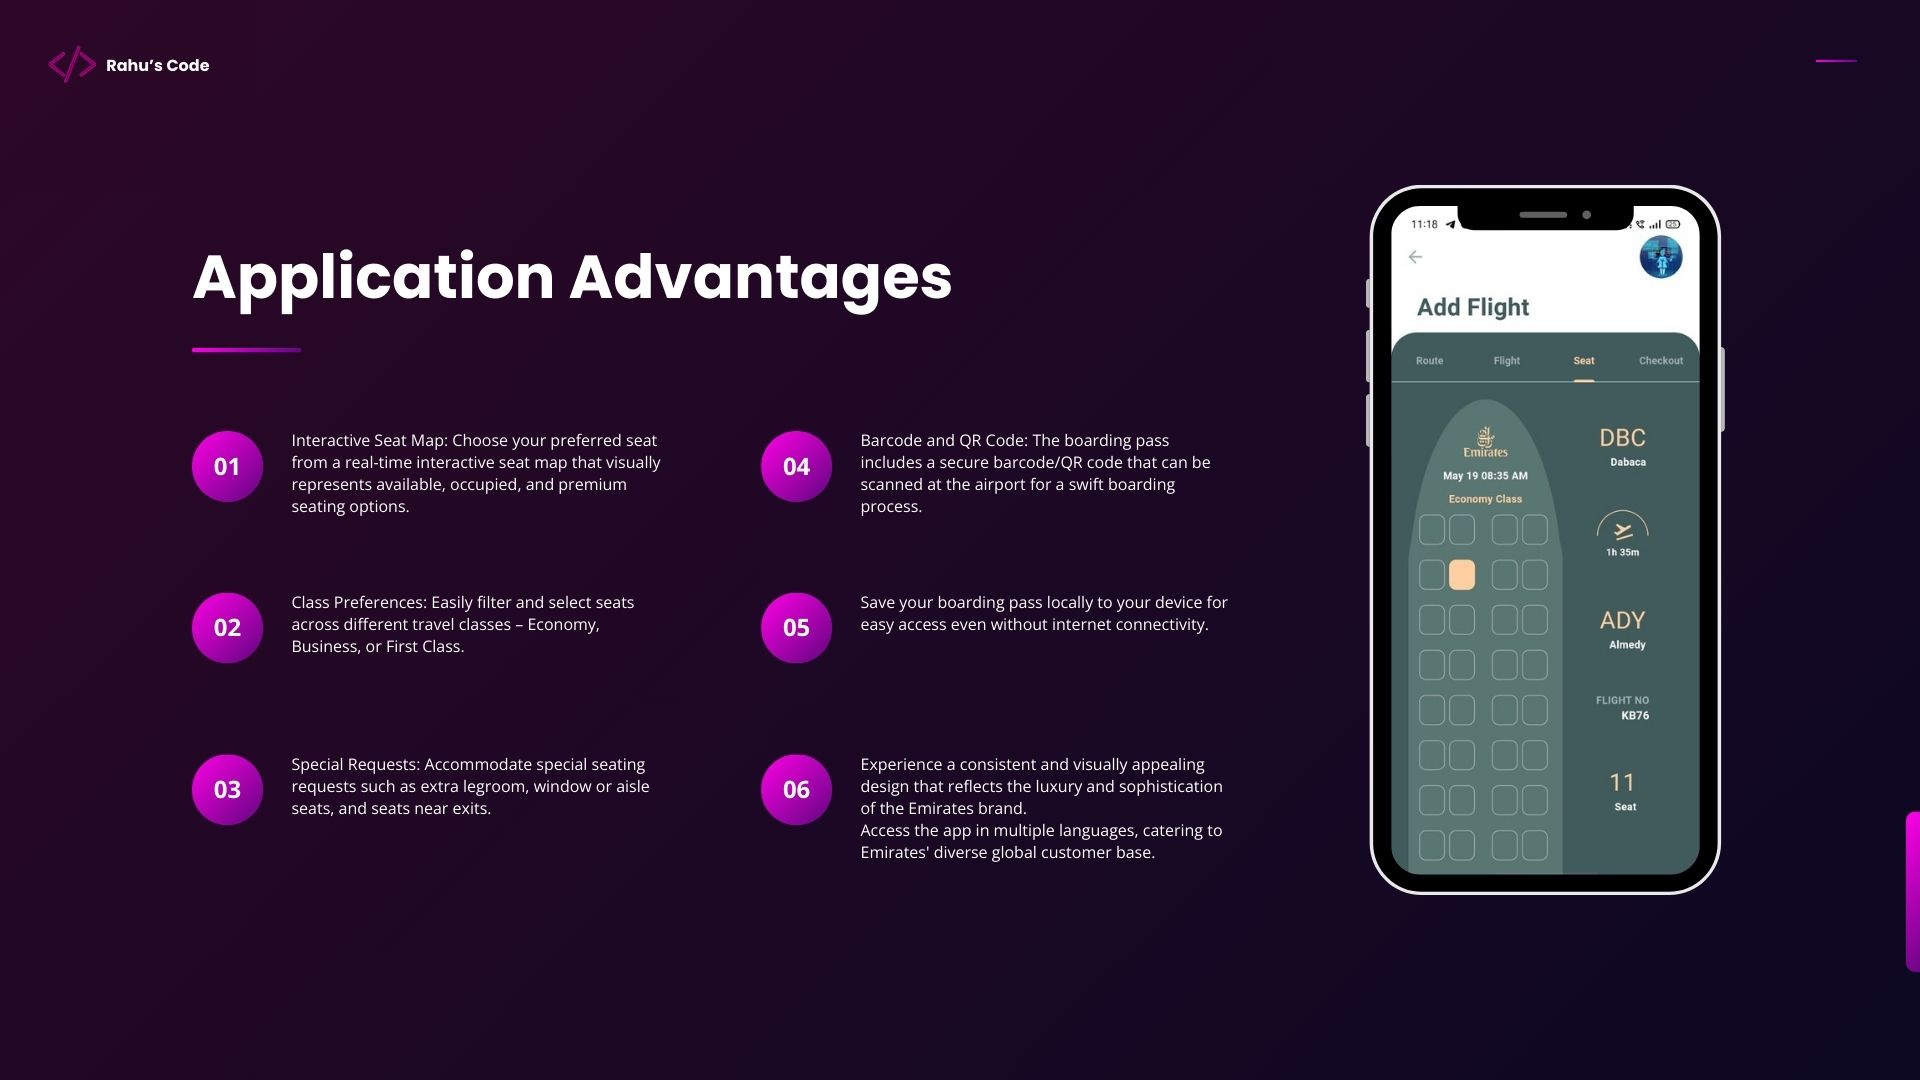 Rahu’s Code
Application Advantages
01
Interactive Seat Map: Choose your preferred seat
from a real-time interactive seat map that visually
represents available, occupied, and premium
seating options.
02
Class Preferences: Easily filter and select seats
across different travel classes – Economy,
Business, or First Class.
03
Special Requests: Accommodate special seating
requests such as extra legroom, window or aisle
seats, and seats near exits.
04
Barcode and QR Code: The boarding pass
includes a secure barcode/QR code that can be
scanned at the airport for a swift boarding
process.
05
Save your boarding pass locally to your device for
easy access even without internet connectivity.
06
Experience a consistent and visually appealing
design that reflects the luxury and sophistication
of the Emirates brand.
Access the app in multiple languages, catering to
Emirates' diverse global customer base.
11:18
Add Flight
Route Flight Seat Checkout
Emirates
May 19 08:35 AM
Economy Class
DBC
Dabaca
1h 35m
ADY
Almedy
FLIGHT NO
KB76
11
Seat